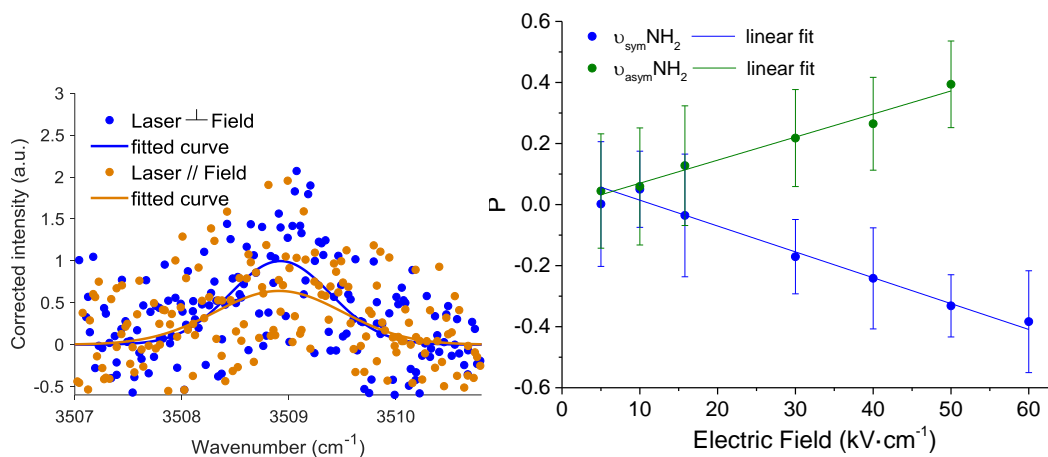 Corrected intensity (a.u.)
3
2.5
2
1.5
1
0.5
0
-0.5
Laser ⊥ Field
fitted curve
Laser // Field
fitted curve
3507
3508
3509
3510
Wavenumber (cm⁻¹)
P
0.6
0.4
0.2
0.0
-0.2
-0.4
-0.6
υsymNH₂ linear fit
υasymNH₂ linear fit
0
10
20
30
40
50
60
Electric Field (kV·cm⁻¹)